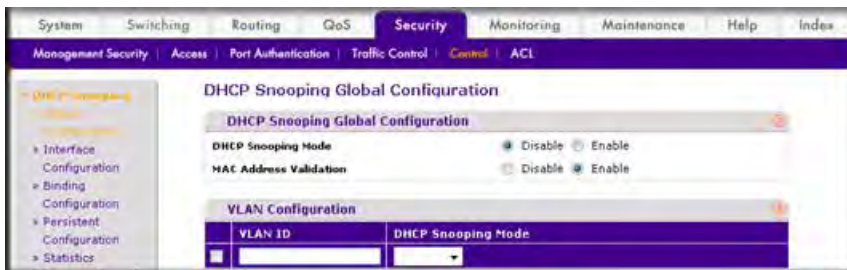 System Switching Routing QoS Security Monitoring Maintenance Help Index
Management Security | Access | Port Authentication | Traffic Control | Control | ACL
DHCP Snooping Global Configuration
DHCP Snooping Global Configuration
DHCP Snooping Mode Disable Enable
MAC Address Validation Disable Enable
VLAN Configuration
VLAN ID DHCP Snooping Mode
DHCP Snooping
» Interface
Configuration
» Binding
Configuration
» Persistent
Configuration
» Statistics